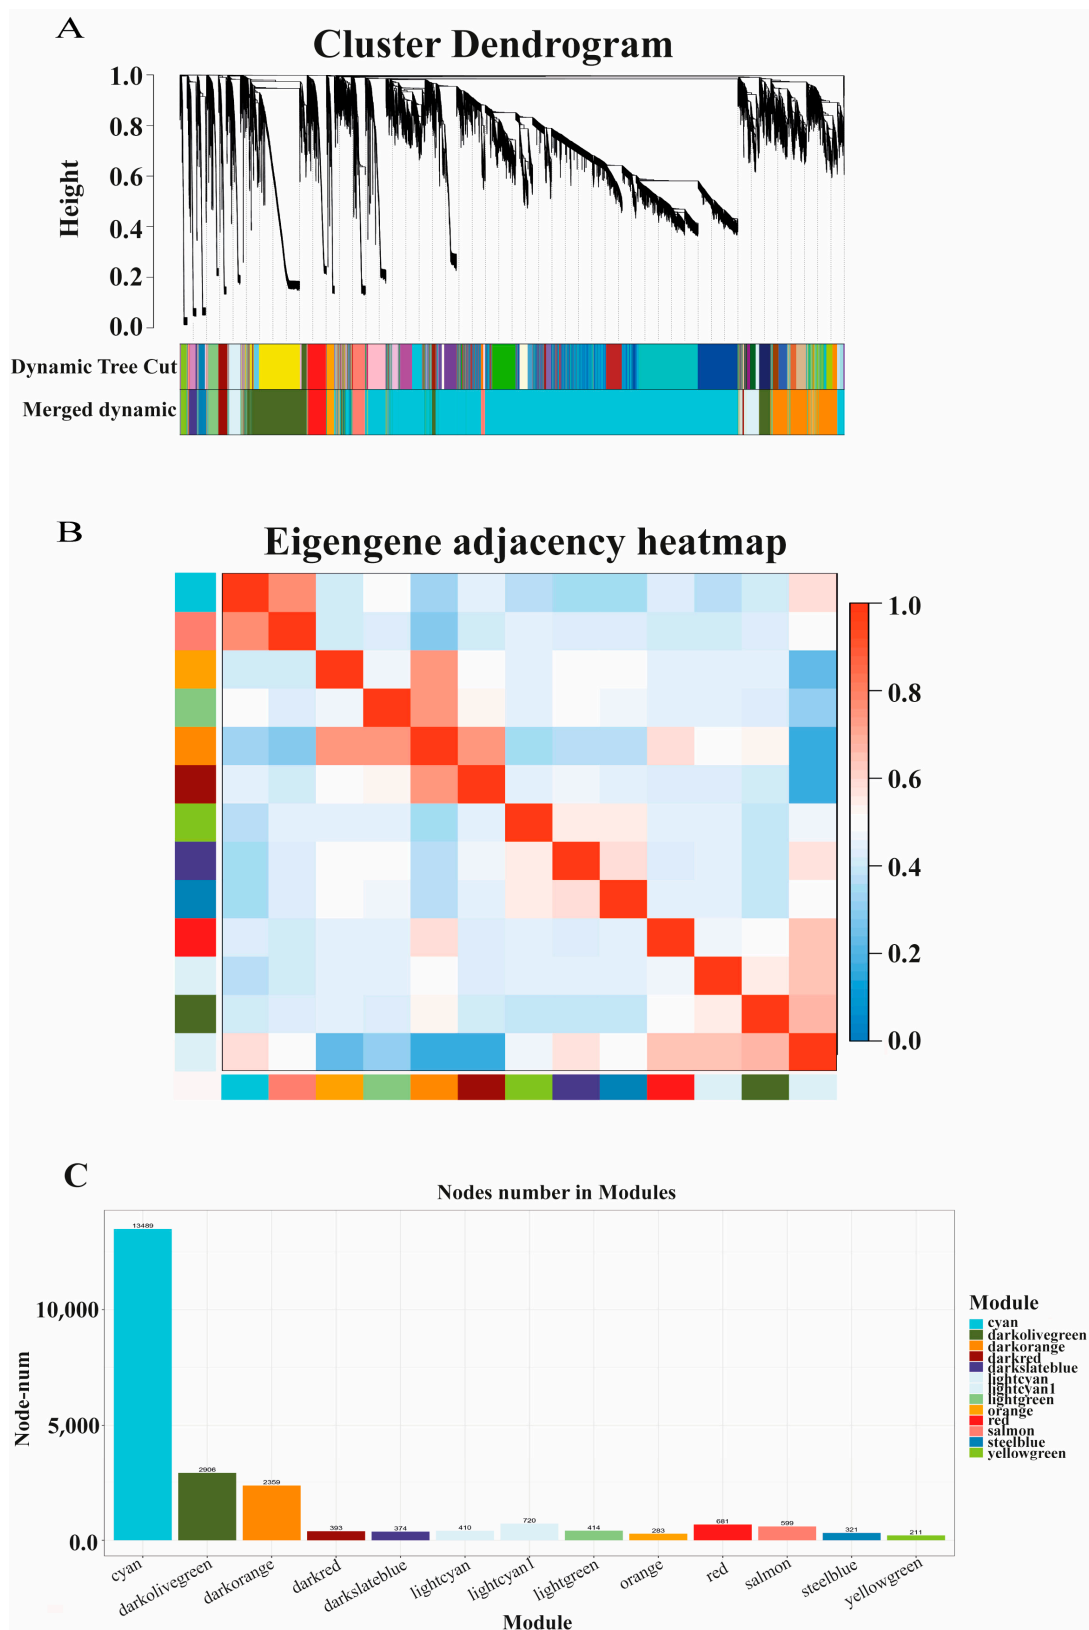 A
Cluster Dendrogram
Height
1.0
0.8
0.6
0.4
0.2
0.0
Dynamic Tree Cut
Merged dynamic
B
Eigengene adjacency heatmap
1.0
0.8
0.6
0.4
0.2
0.0
C
Nodes number in Modules
Node-num
10,000
5,000
0.0
13489
2906
2359
393
374
410
720
414
283
681
599
321
211
cyan
darkolivegreen
darkorange
darkred
darkslateblue
lightcyan
lightcyan1
lightgreen
orange
red
salmon
steelblue
yellowgreen
Module
Module
cyan
darkolivegreen
darkorange
darkred
darkslateblue
lightcyan
lightcyan1
lightgreen
orange
red
salmon
steelblue
yellowgreen